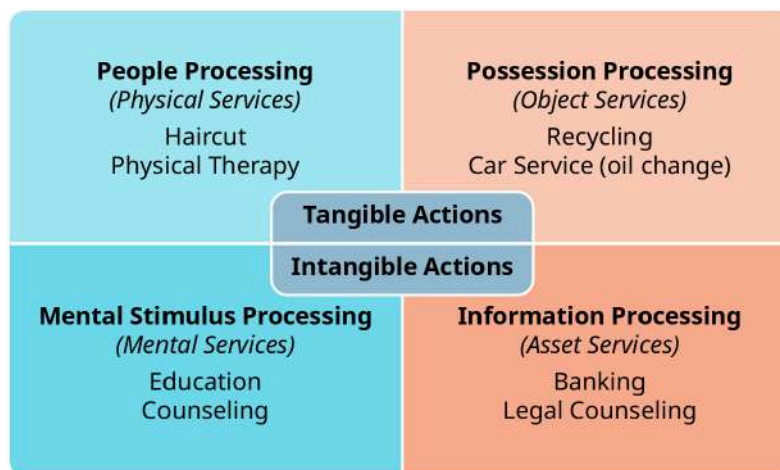 People Processing
(Physical Services)
Haircut
Physical Therapy
Possession Processing
(Object Services)
Recycling
Car Service (oil change)
Tangible Actions
Intangible Actions
Mental Stimulus Processing
(Mental Services)
Education
Counseling
Information Processing
(Asset Services)
Banking
Legal Counseling